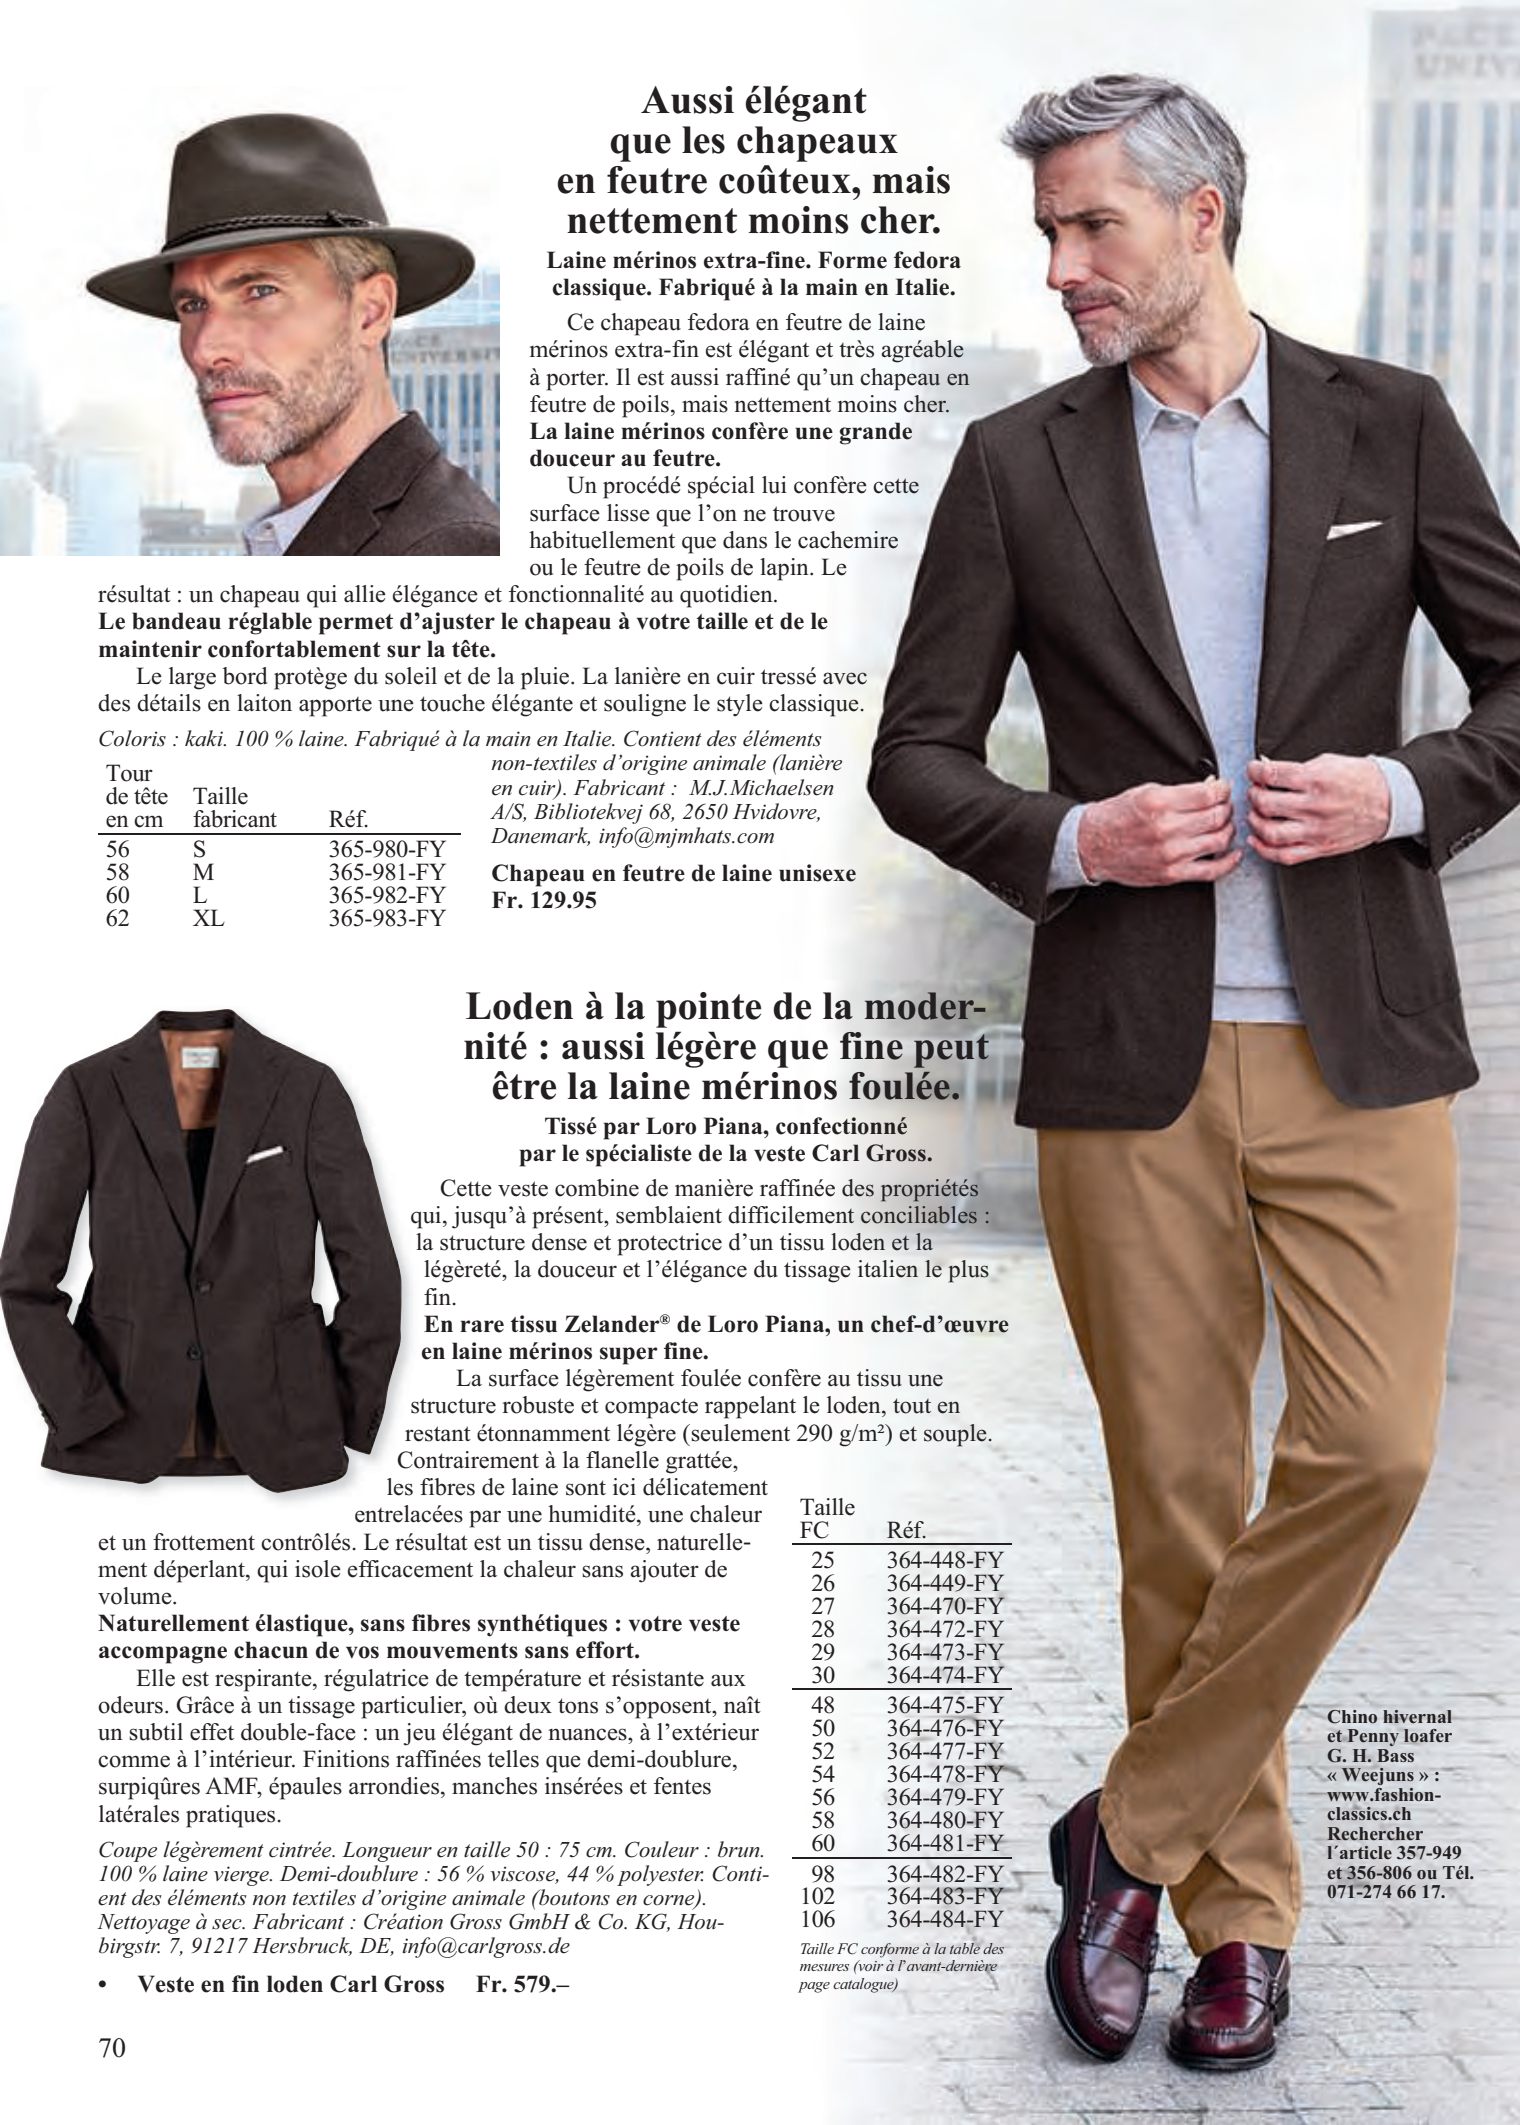 Aussi élégant
que les chapeaux
en feutre coûteux, mais
nettement moins cher.
Laine mérinos extra-fine. Forme fedora
classique. Fabriqué à la main en Italie.
Ce chapeau fedora en feutre de laine
mérinos extra-fin est élégant et très agréable
à porter. Il est aussi raffiné qu’un chapeau en
feutre de poils, mais nettement moins cher.
La laine mérinos confère une grande
douceur au feutre.
Un procédé spécial lui confère cette
surface lisse que l’on ne trouve
habituellement que dans le cachemire
ou le feutre de poils de lapin. Le
résultat : un chapeau qui allie élégance et fonctionnalité au quotidien.
Le bandeau réglable permet d’ajuster le chapeau à votre taille et de le
maintenir confortablement sur la tête.
Le large bord protège du soleil et de la pluie. La lanière en cuir tressé avec
des détails en laiton apporte une touche élégante et souligne le style classique.
Coloris : kaki. 100 % laine. Fabriqué à la main en Italie. Contient des éléments
non-textiles d’origine animale (lanière
en cuir). Fabricant : M.J.Michaelsen
A/S, Bibliotekvej 68, 2650 Hvidovre,
Danemark, info@mjmhats.com
Tour
de tête Taille
en cm fabricant Réf.
56 S 365-980-FY
58 M 365-981-FY
60 L 365-982-FY
62 XL 365-983-FY
Chapeau en feutre de laine unisexe
Fr. 129.95
Loden à la pointe de la moder-
nité : aussi légère que fine peut
être la laine mérinos foulée.
Tissé par Loro Piana, confectionné
par le spécialiste de la veste Carl Gross.
Cette veste combine de manière raffinée des propriétés
qui, jusqu’à présent, semblaient difficilement conciliables :
la structure dense et protectrice d’un tissu loden et la
légèreté, la douceur et l’élégance du tissage italien le plus
fin.
En rare tissu Zelander® de Loro Piana, un chef-d’œuvre
en laine mérinos super fine.
La surface légèrement foulée confère au tissu une
structure robuste et compacte rappelant le loden, tout en
restant étonnamment légère (seulement 290 g/m²) et souple.
Contrairement à la flanelle grattée,
les fibres de laine sont ici délicatement
entrelacées par une humidité, une chaleur
et un frottement contrôlés. Le résultat est un tissu dense, naturelle-
ment déperlant, qui isole efficacement la chaleur sans ajouter de
volume.
Naturellement élastique, sans fibres synthétiques : votre veste
accompagne chacun de vos mouvements sans effort.
Elle est respirante, régulatrice de température et résistante aux
odeurs. Grâce à un tissage particulier, où deux tons s’opposent, naît
un subtil effet double-face : un jeu élégant de nuances, à l’extérieur
comme à l’intérieur. Finitions raffinées telles que demi-doublure,
surpiqûres AMF, épaules arrondies, manches insérées et fentes
latérales pratiques.
Coupe légèrement cintrée. Longueur en taille 50 : 75 cm. Couleur : brun.
100 % laine vierge. Demi-doublure : 56 % viscose, 44 % polyester. Conti-
ent des éléments non textiles d’origine animale (boutons en corne).
Nettoyage à sec. Fabricant : Création Gross GmbH & Co. KG, Hou-
birgstr. 7, 91217 Hersbruck, DE, info@carlgross.de
• Veste en fin loden Carl Gross Fr. 579.–
Taille
FC Réf.
25 364-448-FY
26 364-449-FY
27 364-470-FY
28 364-472-FY
29 364-473-FY
30 364-474-FY
48 364-475-FY
50 364-476-FY
52 364-477-FY
54 364-478-FY
56 364-479-FY
58 364-480-FY
60 364-481-FY
98 364-482-FY
102 364-483-FY
106 364-484-FY
Taille FC conforme à la table des
mesures (voir à l’avant-dernière
page catalogue)
Chino hivernal
et Penny loafer
G. H. Bass
« Weejuns » :
www.fashion-
classics.ch
Rechercher
l´article 357-949
et 356-806 ou Tél.
071-274 66 17.
70